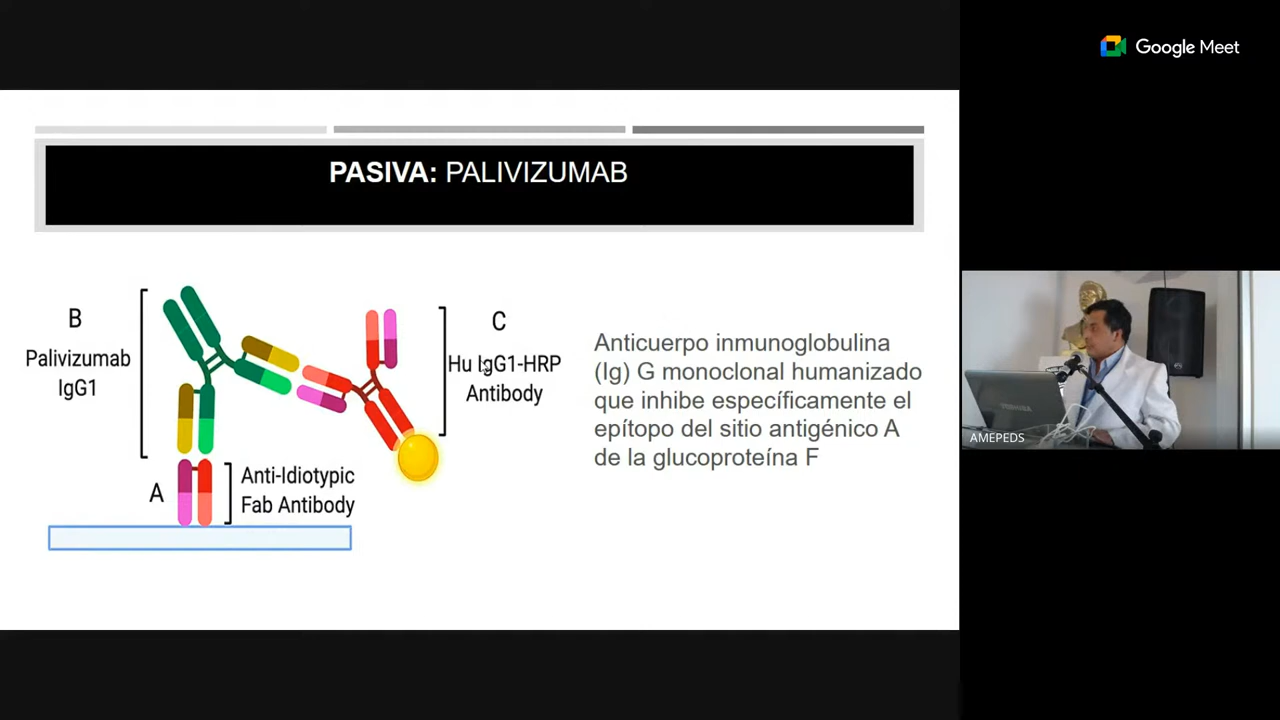 Google Meet
PASIVA: PALIVIZUMAB
B
Palivizumab
IgG1
C
Hu IgG1-HRP
Antibody
A
Anti-Idiotypic
Fab Antibody
Anticuerpo inmunoglobulina
(Ig) G monoclonal humanizado
que inhibe específicamente el
epítopo del sitio antigénico A
de la glucoproteína F
AMEPEDS